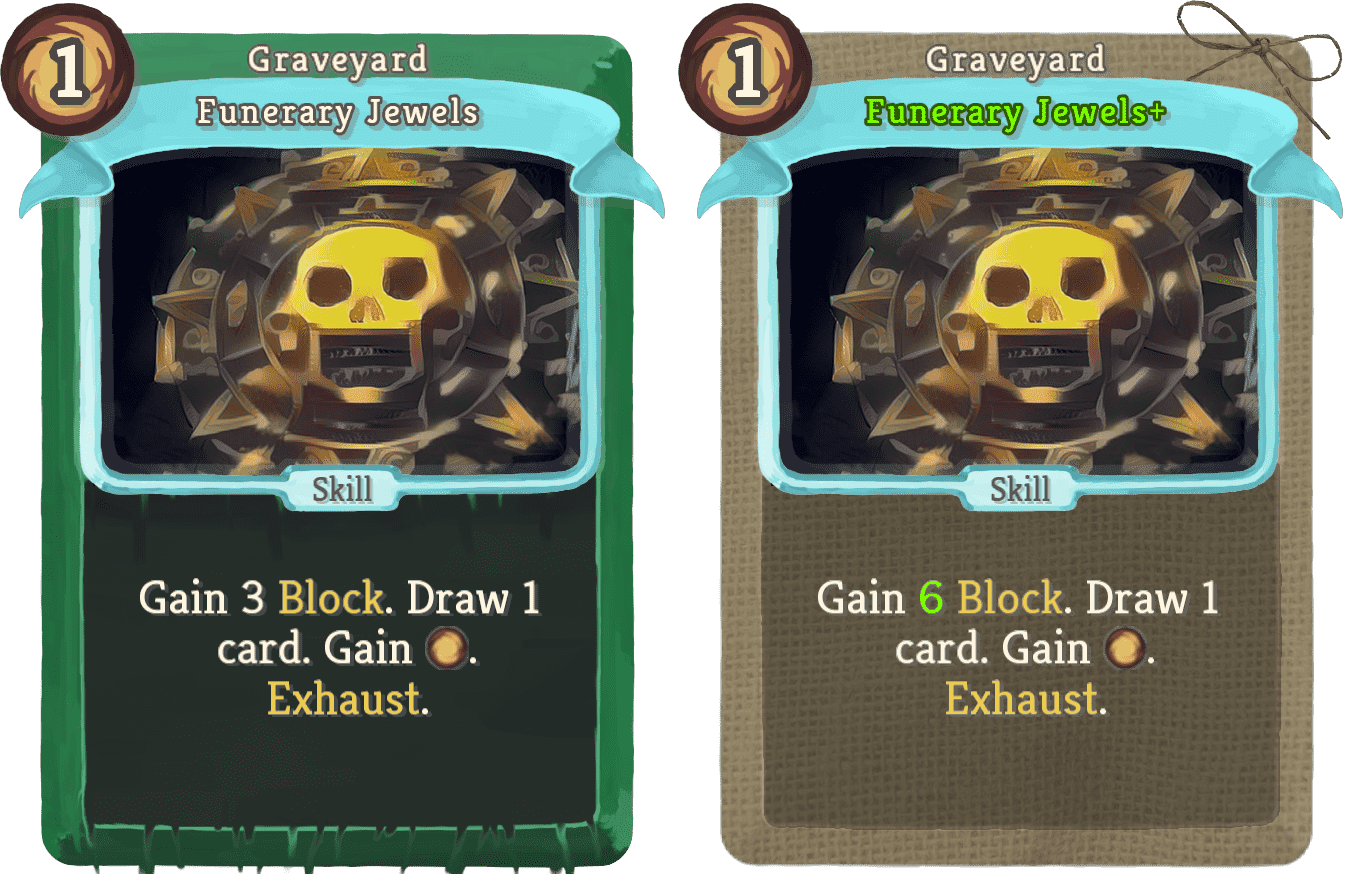 1
Graveyard
Funerary Jewels
Skill
Gain 3 Block. Draw 1
card. Gain .
Exhaust.
1
Graveyard
Funerary Jewels+
Skill
Gain 6 Block. Draw 1
card. Gain .
Exhaust.